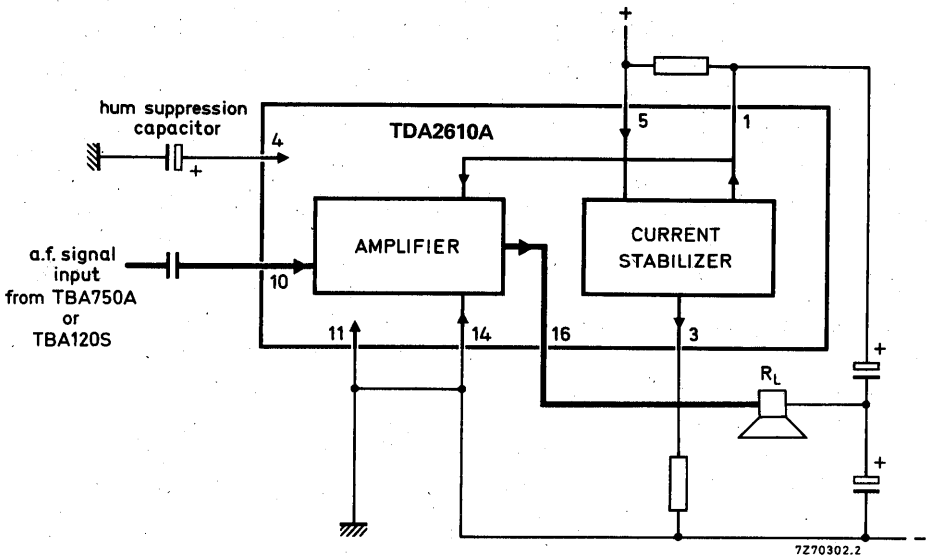 +
hum suppression
capacitor
4
TDA2610A
5
1
+
AMPLIFIER
CURRENT
STABILIZER
a.f. signal
input
from TBA750A
or
TBA120S
10
11
14
16
3
+
RL
+
7Z70302.2